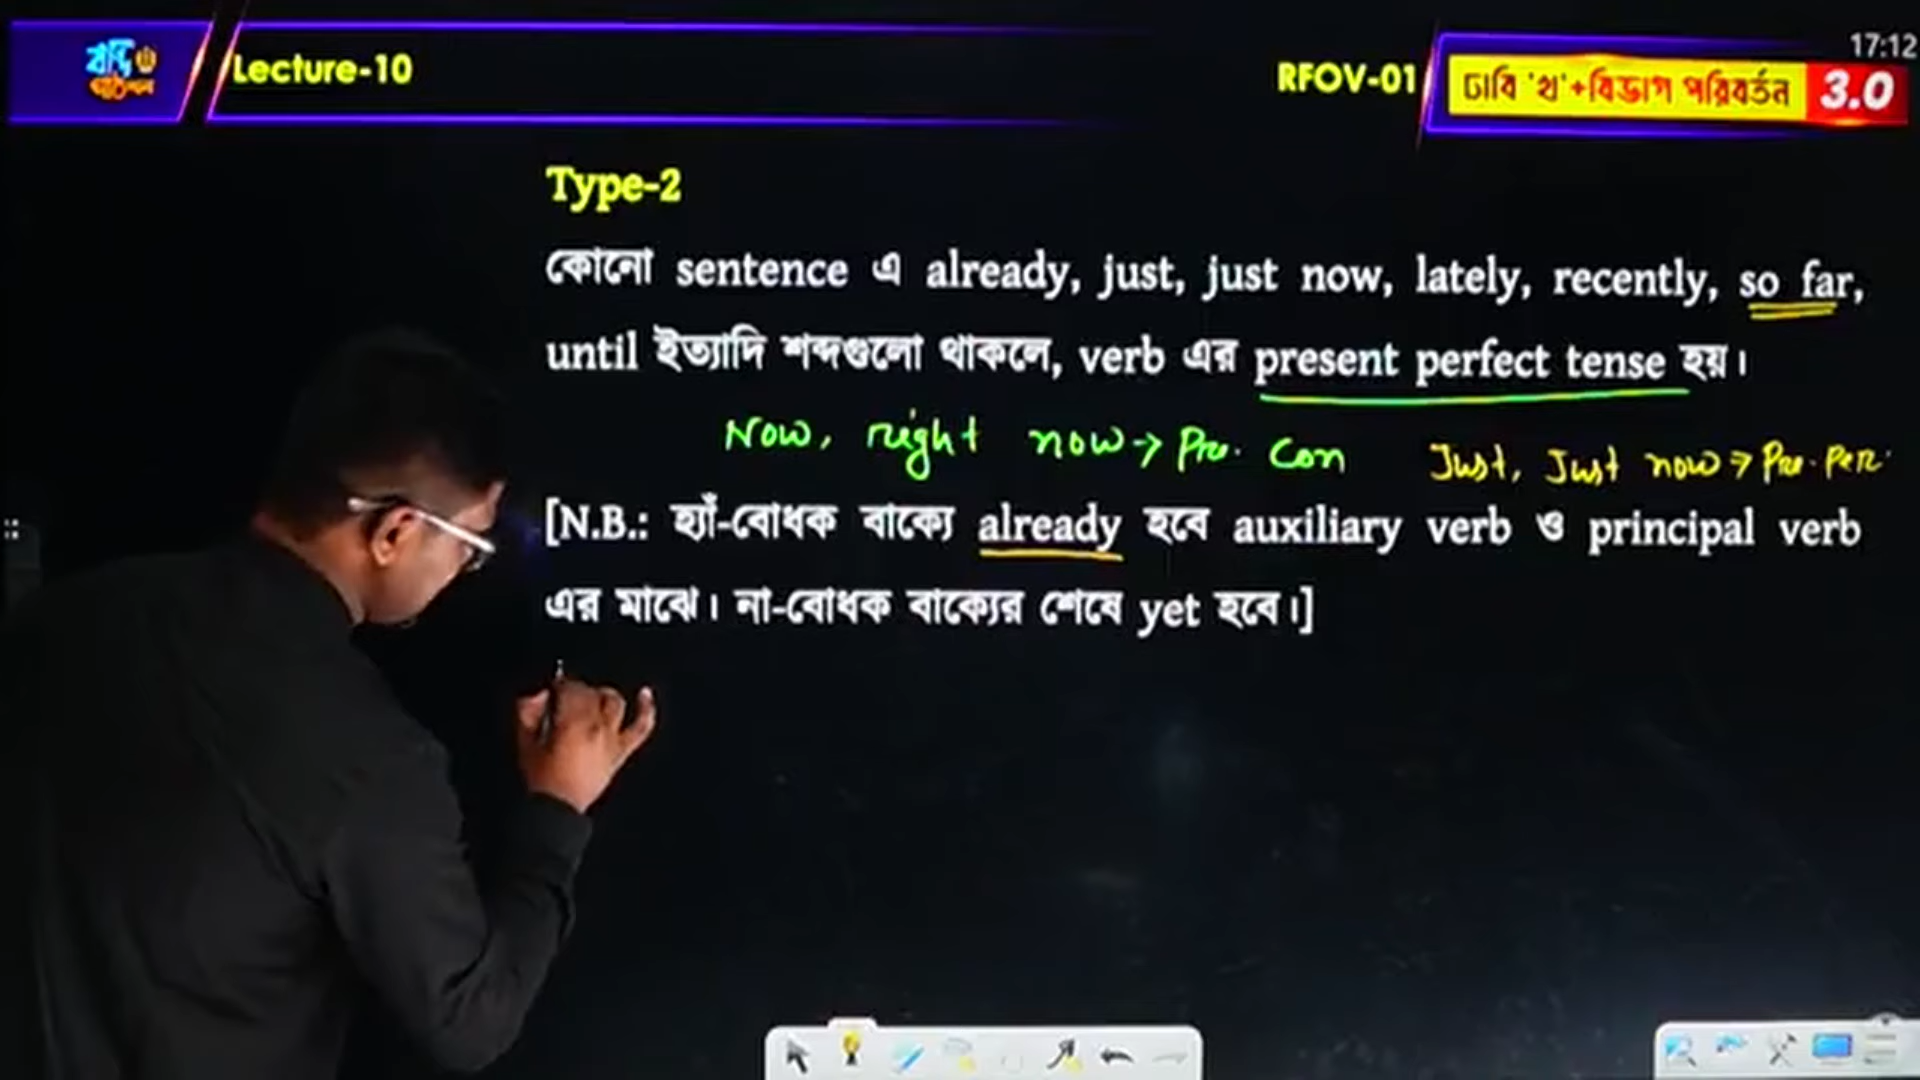 17:12
Lecture-10
RFOV-01
ঢাবি 'খ'+বিভাগ পরিবর্তন 3.0
Type-2
কোনো sentence এ already, just, just now, lately, recently, so far,
until ইত্যাদি শব্দগুলো থাকলে, verb এর present perfect tense হয়।
Now, right now→ Pre. Con Just, Just now → Pre. Per.
[N.B.: হ্যাঁ-বোধক বাক্যে already হবে auxiliary verb ও principal verb
এর মাঝে। না-বোধক বাক্যের শেষে yet হবে।]